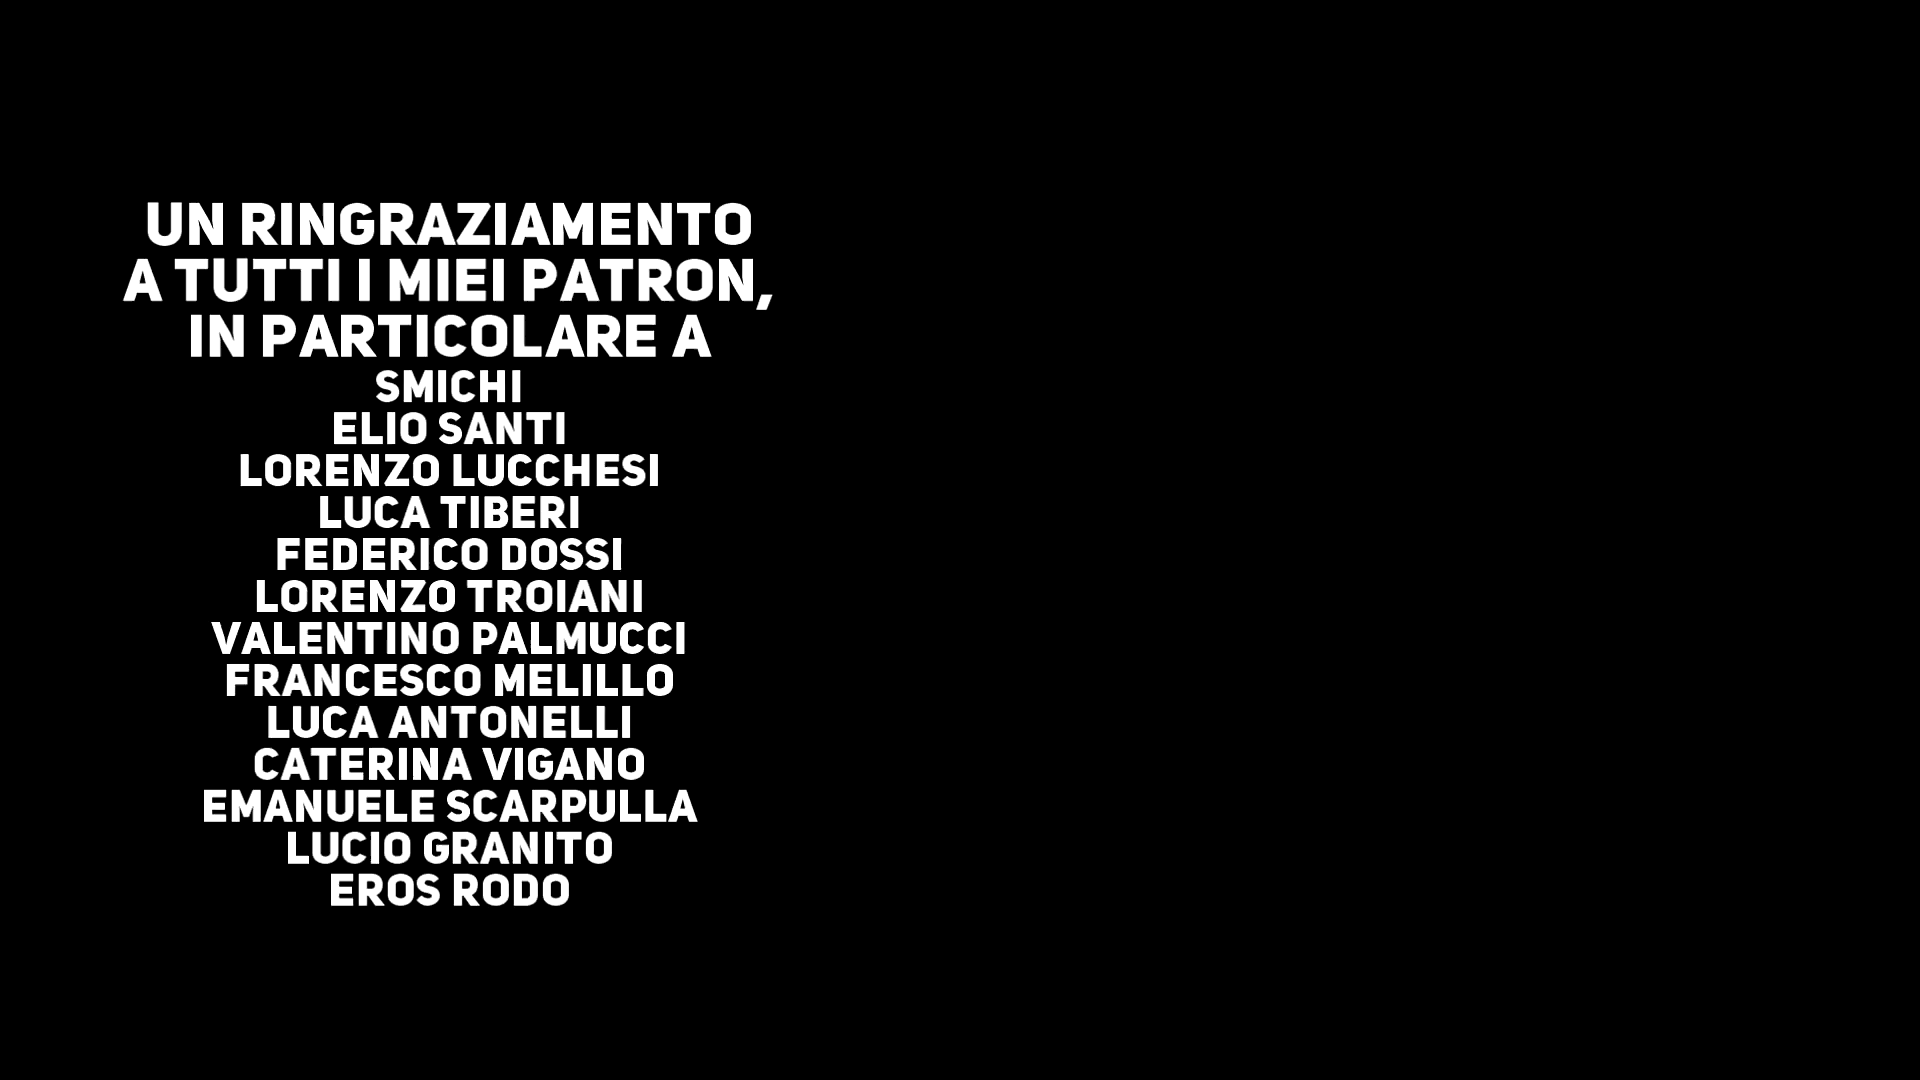 UN RINGRAZIAMENTO
A TUTTI I MIEI PATRON,
IN PARTICOLARE A
SMICHI
ELIO SANTI
LORENZO LUCCHESI
LUCA TIBERI
FEDERICO DOSSI
LORENZO TROIANI
VALENTINO PALMUCCI
FRANCESCO MELILLO
LUCA ANTONELLI
CATERINA VIGANO
EMANUELE SCARPULLA
LUCIO GRANITO
EROS RODO